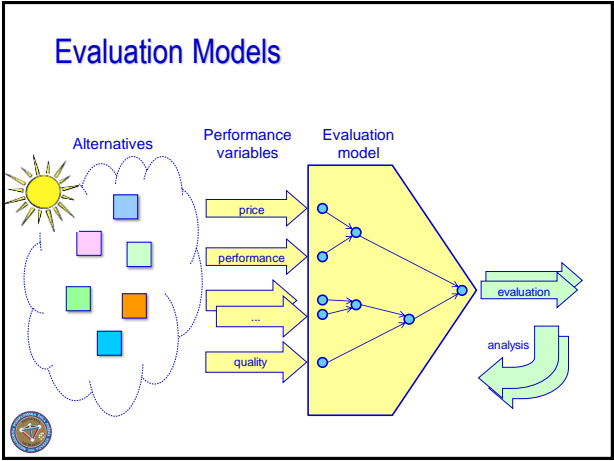 Evaluation Models
Alternatives
Performance
variables
Evaluation
model
price
performance
...
quality
evaluation
analysis